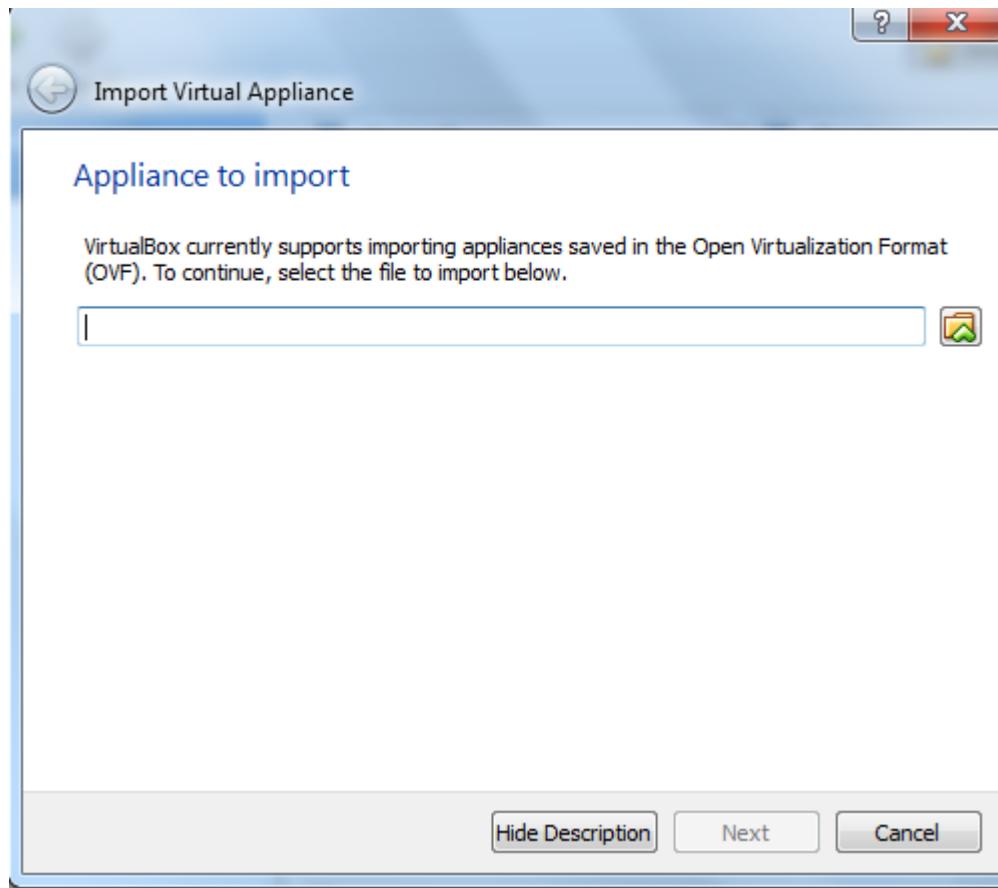 Import Virtual Appliance
Appliance to import
VirtualBox currently supports importing appliances saved in the Open Virtualization Format
(OVF). To continue, select the file to import below.
Hide Description Next Cancel